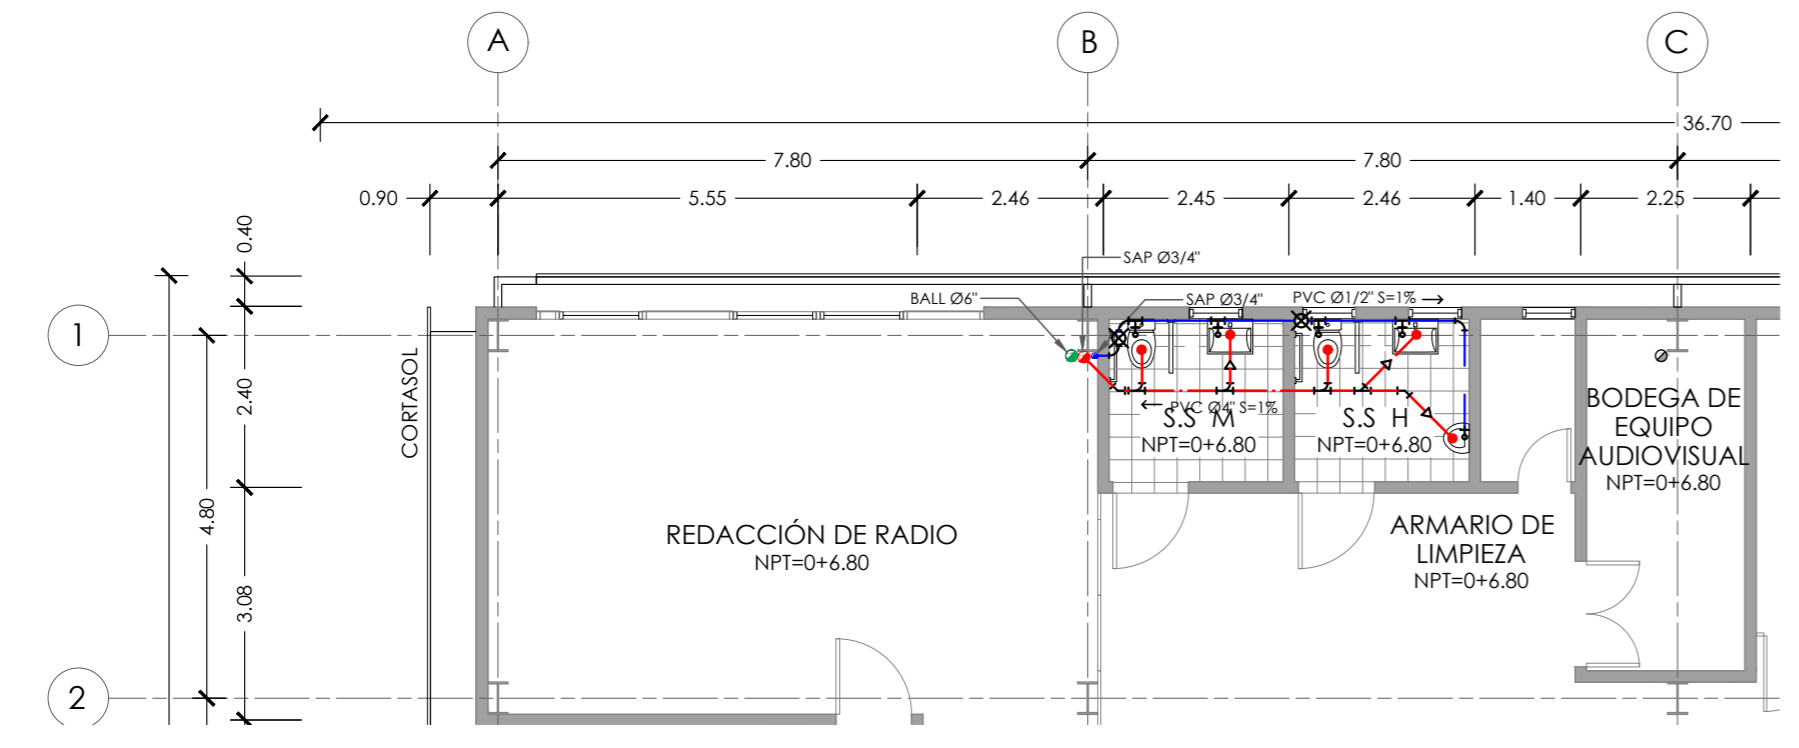 A
B
C
36.70
7.80
7.80
0.90
5.55
2.46
2.45
2.46
1.40
2.25
0.40
SAP Ø3/4"
BALL Ø6"
SAP Ø3/4"
PVC Ø1/2" S=1%
1
CORTASOL
2.40
PVC Ø4" S=1%
S.S M
NPT=0+6.80
S.S H
NPT=0+6.80
BODEGA DE
EQUIPO
AUDIOVISUAL
NPT=0+6.80
4.80
REDACCIÓN DE RADIO
NPT=0+6.80
ARMARIO DE
LIMPIEZA
NPT=0+6.80
3.08
2